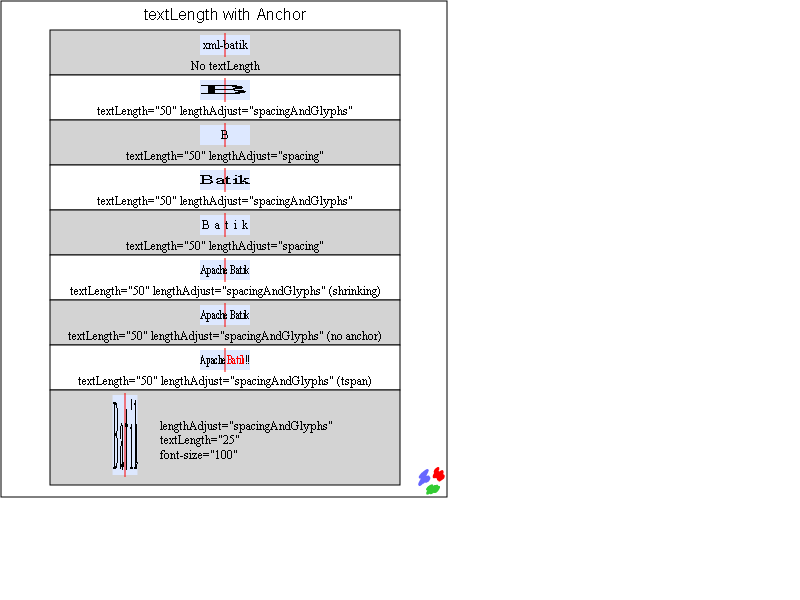 textLength with Anchor
xml-batik
No textLength
B
textLength="50" lengthAdjust="spacingAndGlyphs"
B
textLength="50" lengthAdjust="spacing"
Batik
textLength="50" lengthAdjust="spacingAndGlyphs"
B a t i k
textLength="50" lengthAdjust="spacing"
Apache Batik
textLength="50" lengthAdjust="spacingAndGlyphs" (shrinking)
Apache Batik
textLength="50" lengthAdjust="spacingAndGlyphs" (no anchor)
Apache Batik!!
textLength="50" lengthAdjust="spacingAndGlyphs" (tspan)
lengthAdjust="spacingAndGlyphs"
textLength="25"
font-size="100"